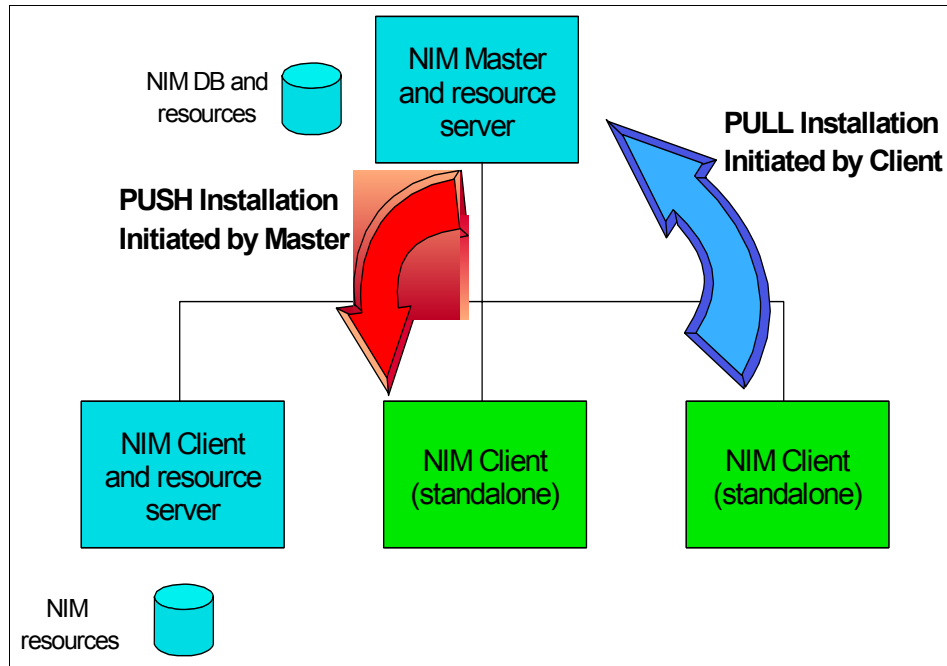 NIM DB and
resources
NIM Master
and resource
server
PULL Installation
Initiated by Client
PUSH Installation
Initiated by Master
NIM Client
and resource
server
NIM Client
(standalone)
NIM Client
(standalone)
NIM
resources